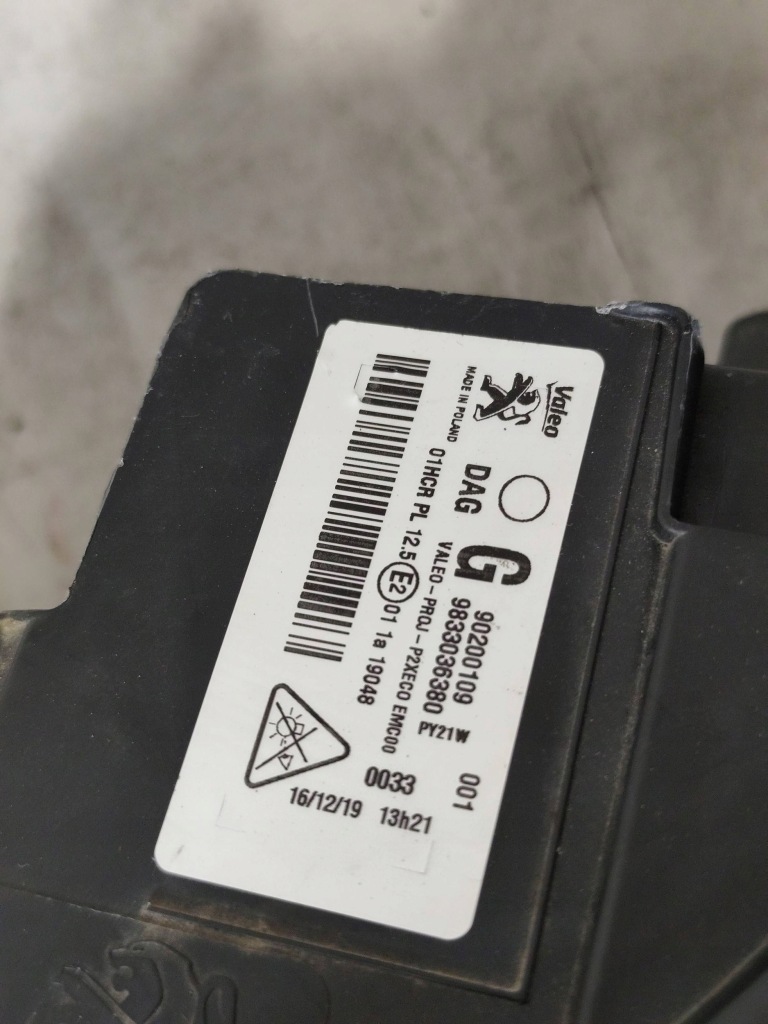 Valeo
MADE IN POLAND
DAG
G
90200109
001
9833036380
PY21W
VALEO-PROJ-P2XECO EMC00
0033
01HCR PL 12.5 E2 01 1a 19048
16/12/19 13h21